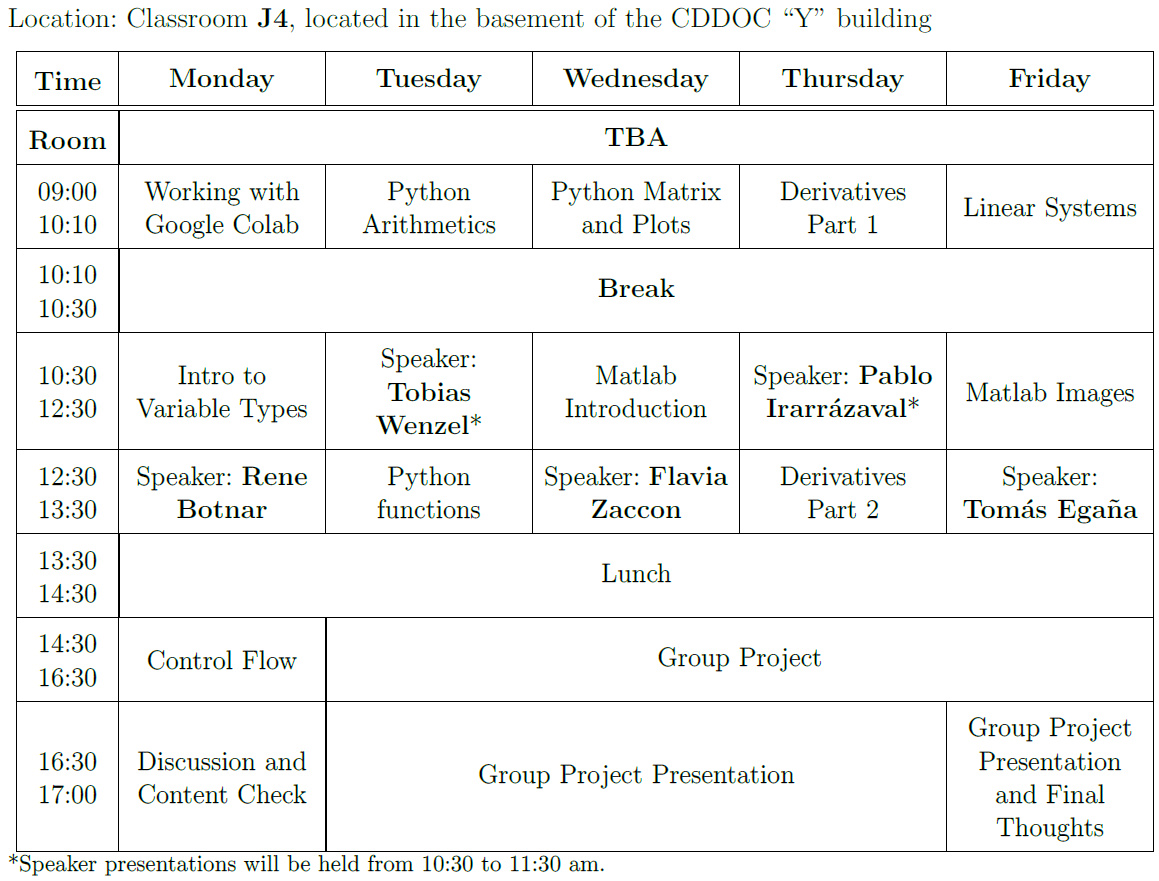 Location: Classroom J4, located in the basement of the CDDOC “Y” building
Time Monday Tuesday Wednesday Thursday Friday
Room TBA
09:00
10:10
Working with
Google Colab
Python
Arithmetics
Python Matrix
and Plots
Derivatives
Part 1
Linear Systems
10:10
10:30
Break
10:30
12:30
Intro to
Variable Types
Speaker:
Tobias
Wenzel*
Matlab
Introduction
Speaker: Pablo
Irarrázaval*
Matlab Images
12:30
13:30
Speaker: Rene
Botnar
Python
functions
Speaker: Flavia
Zaccon
Derivatives
Part 2
Speaker:
Tomás Egaña
13:30
14:30
Lunch
14:30
16:30
Control Flow
Group Project
16:30
17:00
Discussion and
Content Check
Group Project Presentation
Group Project
Presentation
and Final
Thoughts
*Speaker presentations will be held from 10:30 to 11:30 am.